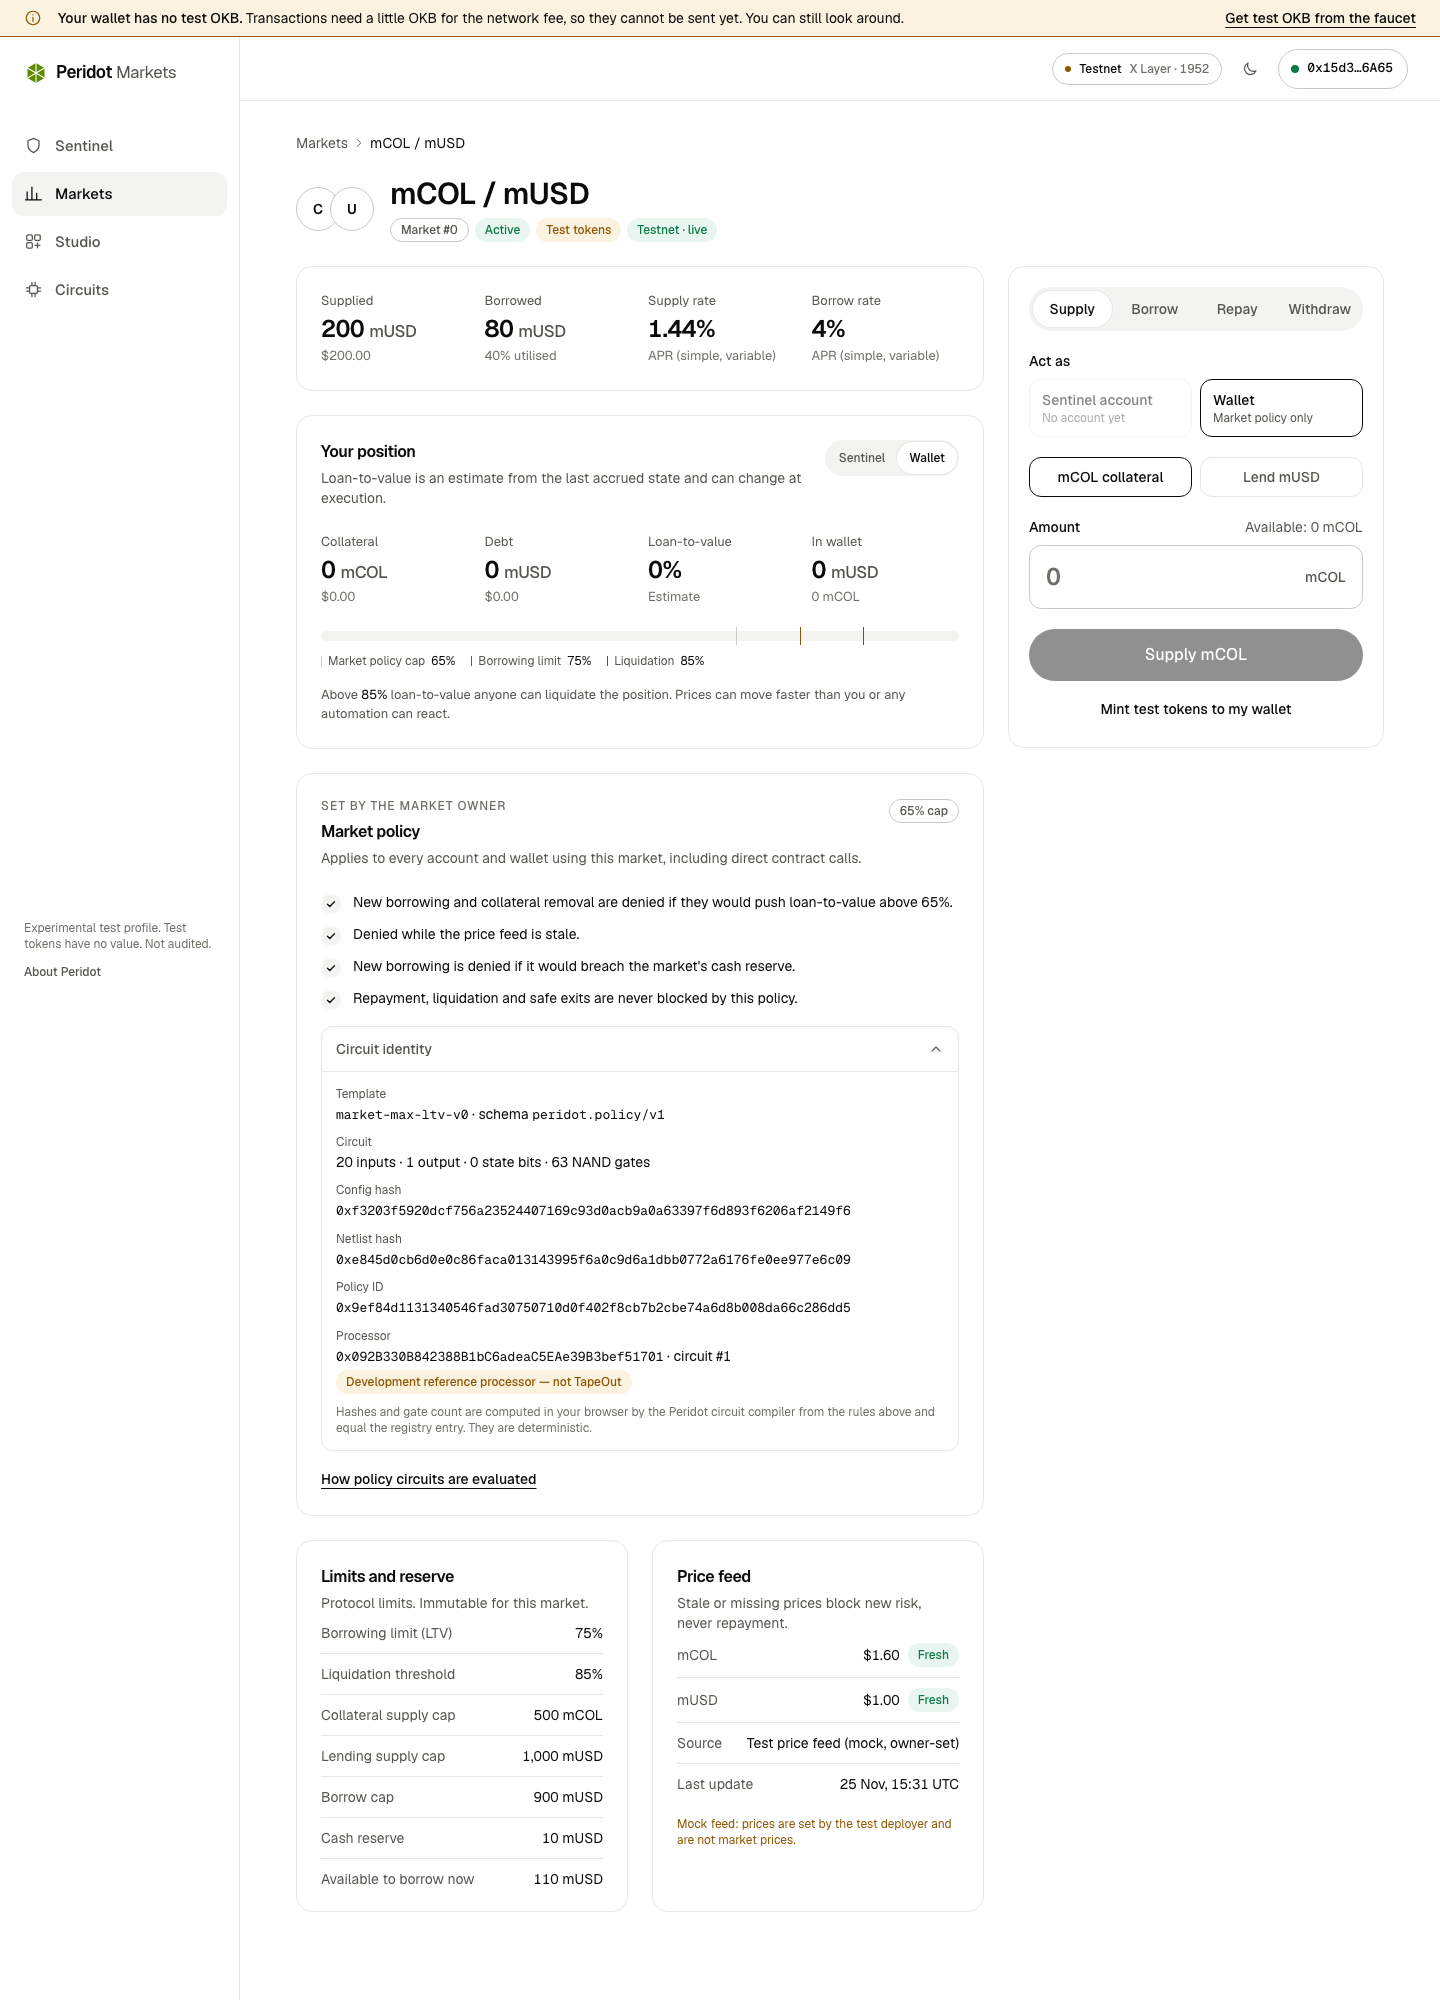 Your wallet has no test OKB. Transactions need a little OKB for the network fee, so they cannot be sent yet. You can still look around.
Get test OKB from the faucet
Peridot Markets
Testnet X Layer · 1952
0x15d3…6A65
Sentinel
Markets
Studio
Circuits
Experimental test profile. Test
tokens have no value. Not audited.
About Peridot
Markets > mCOL / mUSD
C U
mCOL / mUSD
Market #0 Active Test tokens Testnet · live
Supplied
200 mUSD
$200.00
Borrowed
80 mUSD
40% utilised
Supply rate
1.44%
APR (simple, variable)
Borrow rate
4%
APR (simple, variable)
Your position
Loan-to-value is an estimate from the last accrued state and can change at
execution.
Sentinel Wallet
Collateral
0 mCOL
$0.00
Debt
0 mUSD
$0.00
Loan-to-value
0%
Estimate
In wallet
0 mUSD
0 mCOL
Market policy cap 65% Borrowing limit 75% Liquidation 85%
Above 85% loan-to-value anyone can liquidate the position. Prices can move faster than you or any
automation can react.
Supply Borrow Repay Withdraw
Act as
Sentinel account
No account yet
Wallet
Market policy only
mCOL collateral
Lend mUSD
Amount
Available: 0 mCOL
0 mCOL
Supply mCOL
Mint test tokens to my wallet
SET BY THE MARKET OWNER
Market policy
65% cap
Applies to every account and wallet using this market, including direct contract calls.
New borrowing and collateral removal are denied if they would push loan-to-value above 65%.
Denied while the price feed is stale.
New borrowing is denied if it would breach the market's cash reserve.
Repayment, liquidation and safe exits are never blocked by this policy.
Circuit identity
Template
market-max-ltv-v0 · schema peridot.policy/v1
Circuit
20 inputs · 1 output · 0 state bits · 63 NAND gates
Config hash
0xf3203f5920dcf756a23524407169c93d0acb9a0a63397f6d893f6206af2149f6
Netlist hash
0xe845d0cb6d0e0c86faca013143995f6a0c9d6a1dbb0772a6176fe0ee977e6c09
Policy ID
0x9ef84d1131340546fad30750710d0f402f8cb7b2cbe74a6d8b008da66c286dd5
Processor
0x092B330B842388B1bC6adeaC5EAe39B3bef51701 · circuit #1
Development reference processor — not TapeOut
Hashes and gate count are computed in your browser by the Peridot circuit compiler from the rules above and
equal the registry entry. They are deterministic.
How policy circuits are evaluated
Limits and reserve
Protocol limits. Immutable for this market.
Borrowing limit (LTV) 75%
Liquidation threshold 85%
Collateral supply cap 500 mCOL
Lending supply cap 1,000 mUSD
Borrow cap 900 mUSD
Cash reserve 10 mUSD
Available to borrow now 110 mUSD
Price feed
Stale or missing prices block new risk,
never repayment.
mCOL $1.60 Fresh
mUSD $1.00 Fresh
Source Test price feed (mock, owner-set)
Last update 25 Nov, 15:31 UTC
Mock feed: prices are set by the test deployer and
are not market prices.